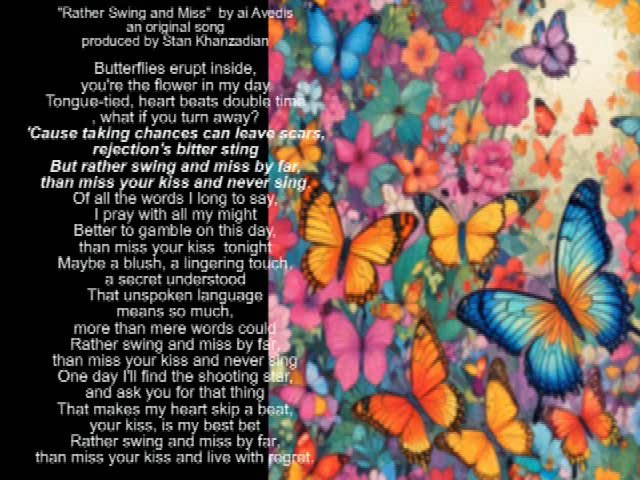 "Rather Swing and Miss" by ai Avedis
an original song
produced by Stan Khanzadian
Butterflies erupt inside,
you're the flower in my day
Tongue-tied, heart beats double time
, what if you turn away?
'Cause taking chances can leave scars,
rejection's bitter sting
But rather swing and miss by far,
than miss your kiss and never sing.
Of all the words I long to say,
I pray with all my might
Better to gamble on this day,
than miss your kiss tonight
Maybe a blush, a lingering touch,
a secret understood
That unspoken language
means so much,
more than mere words could
Rather swing and miss by far,
than miss your kiss and never sing
One day I'll find the shooting star,
and ask you for that thing
That makes my heart skip a beat,
your kiss, is my best bet
Rather swing and miss by far,
than miss your kiss and live with regret.